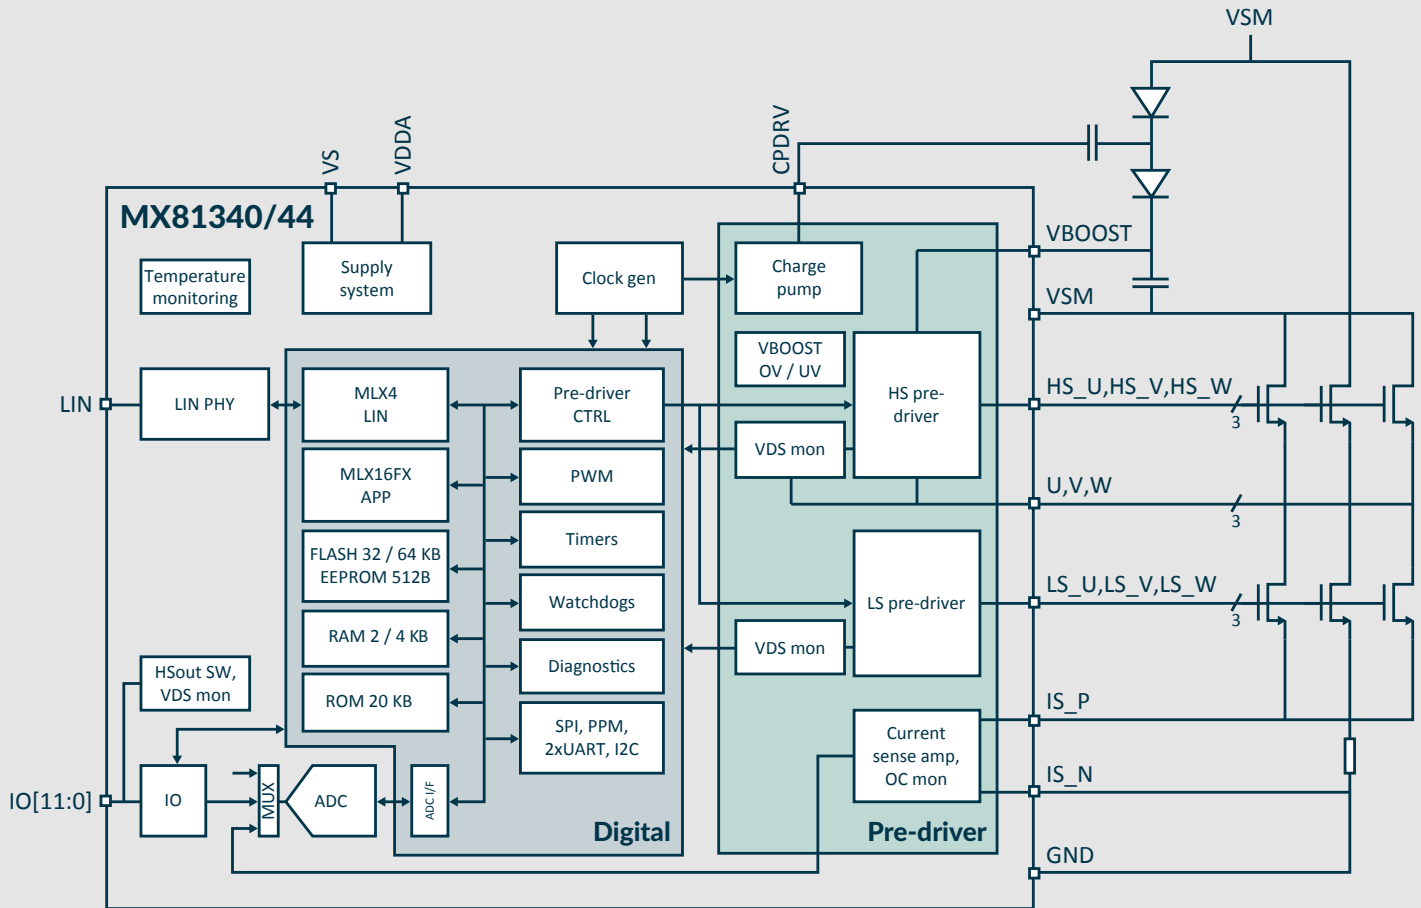 VSM
VS
VDDA
CPDRV
MX81340/44
VBOOST
Temperature
monitoring
Supply
system
Clock gen
Charge
pump
VSM
VBOOST
OV / UV
LIN
LIN PHY
MLX4
LIN
Pre-driver
CTRL
HS pre-
driver
HS_U,HS_V,HS_W
3
VDS mon
MLX16FX
APP
PWM
U,V,W
3
FLASH 32 / 64 KB
EEPROM 512B
Timers
Watchdogs
LS pre-driver
LS_U,LS_V,LS_W
3
RAM 2 / 4 KB
VDS mon
HSout SW,
VDS mon
Diagnostics
ROM 20 KB
IS_P
SPI, PPM,
2xUART, I2C
Current
sense amp,
OC mon
IO[11:0]
IO
MUX
ADC
ADC I/F
IS_N
Digital
Pre-driver
GND